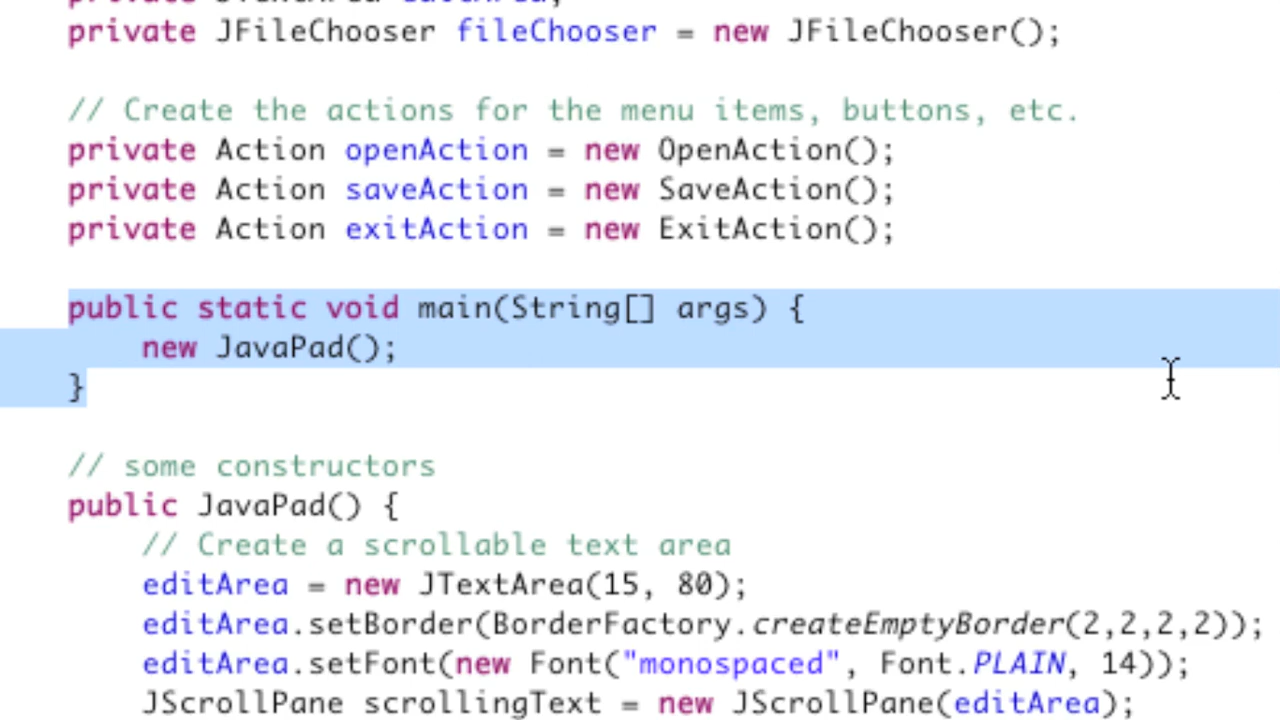 private JFileChooser fileChooser = new JFileChooser();
// Create the actions for the menu items, buttons, etc.
private Action openAction = new OpenAction();
private Action saveAction = new SaveAction();
private Action exitAction = new ExitAction();
public static void main(String[] args) {
new JavaPad();
}
// some constructors
public JavaPad() {
// Create a scrollable text area
editArea = new JTextArea(15, 80);
editArea.setBorder(BorderFactory.createEmptyBorder(2,2,2,2));
editArea.setFont(new Font("monospaced", Font.PLAIN, 14));
JScrollPane scrollingText = new JScrollPane(editArea);